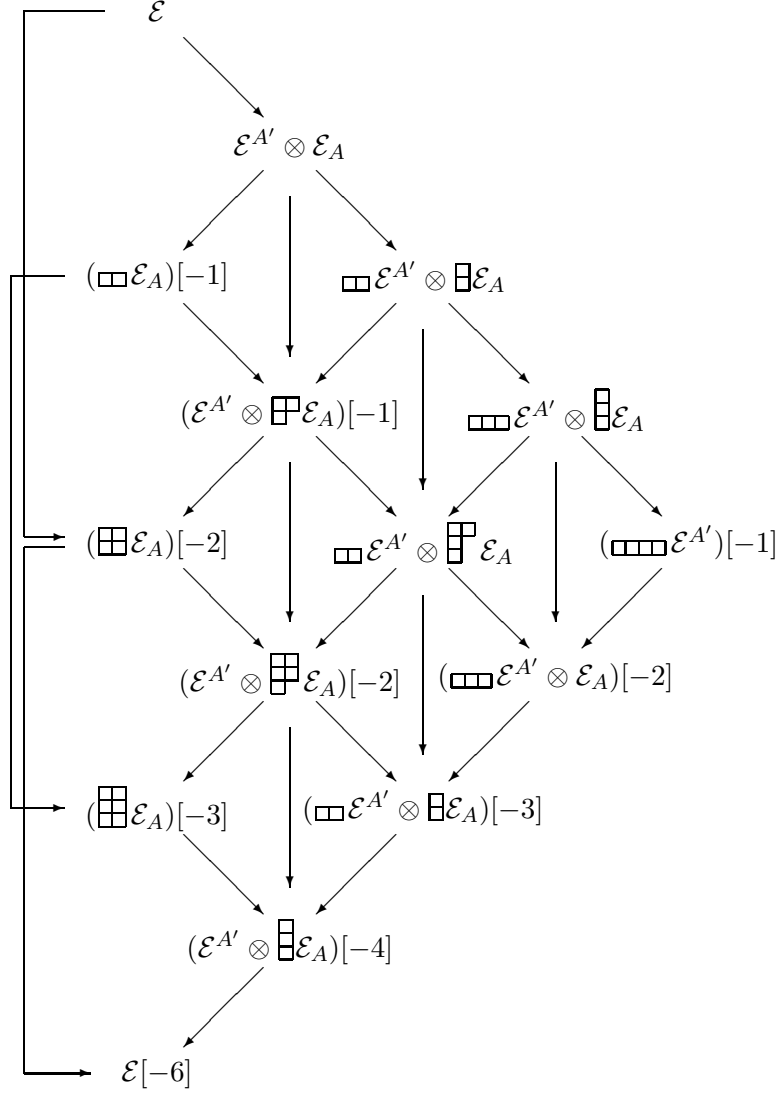 ℰ
ℰ^{A′} ⊗ ℰ_A
(□□ℰ_A)[−1] □□ℰ^{A′} ⊗ ⊟ℰ_A
(ℰ^{A′} ⊗ ℰ_A)[−1] □□□ℰ^{A′} ⊗ ℰ_A
(⊞ℰ_A)[−2] □□ℰ^{A′} ⊗ ℰ_A (□□□□ℰ^{A′})[−1]
(ℰ^{A′} ⊗ ℰ_A)[−2] (□□□ℰ^{A′} ⊗ ℰ_A)[−2]
(ℰ_A)[−3] (□□ℰ^{A′} ⊗ ⊟ℰ_A)[−3]
(ℰ^{A′} ⊗ ℰ_A)[−4]
ℰ[−6]